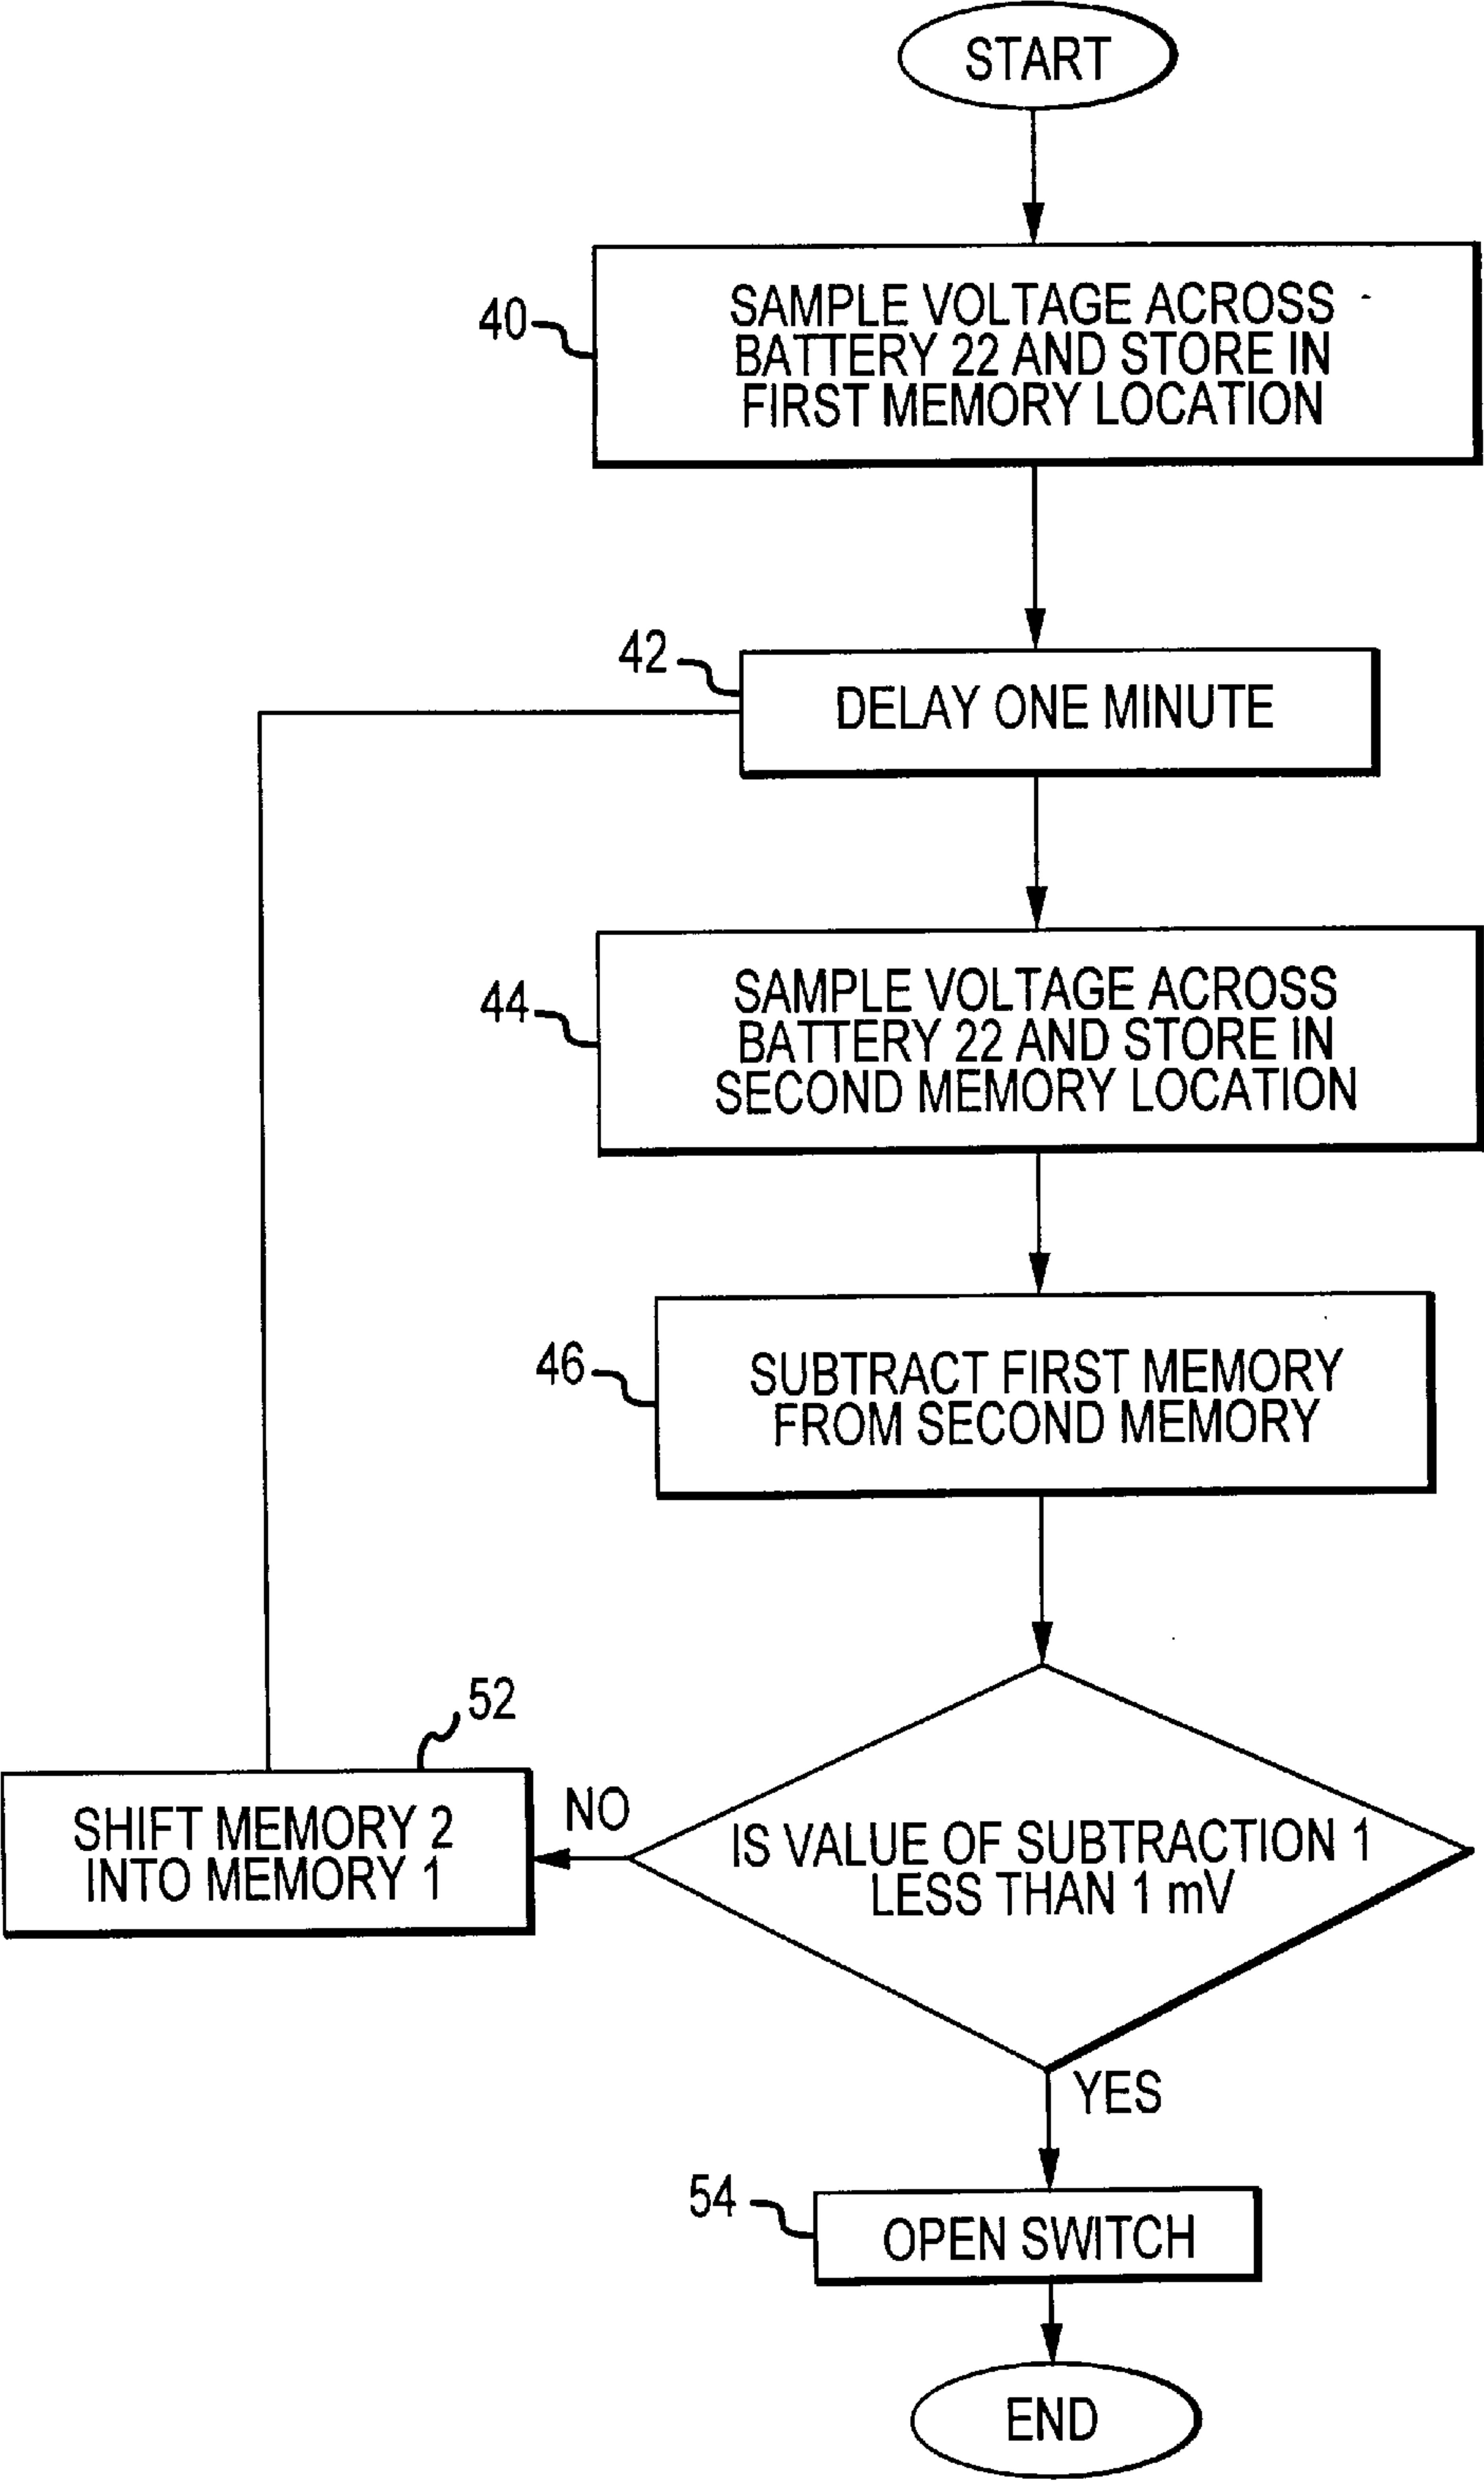 START
40
SAMPLE VOLTAGE ACROSS
BATTERY 22 AND STORE IN
FIRST MEMORY LOCATION
42
DELAY ONE MINUTE
44
SAMPLE VOLTAGE ACROSS
BATTERY 22 AND STORE IN
SECOND MEMORY LOCATION
46
SUBTRACT FIRST MEMORY
FROM SECOND MEMORY
52
SHIFT MEMORY 2
INTO MEMORY 1
NO
IS VALUE OF SUBTRACTION 1
LESS THAN 1 mV
YES
54
OPEN SWITCH
END